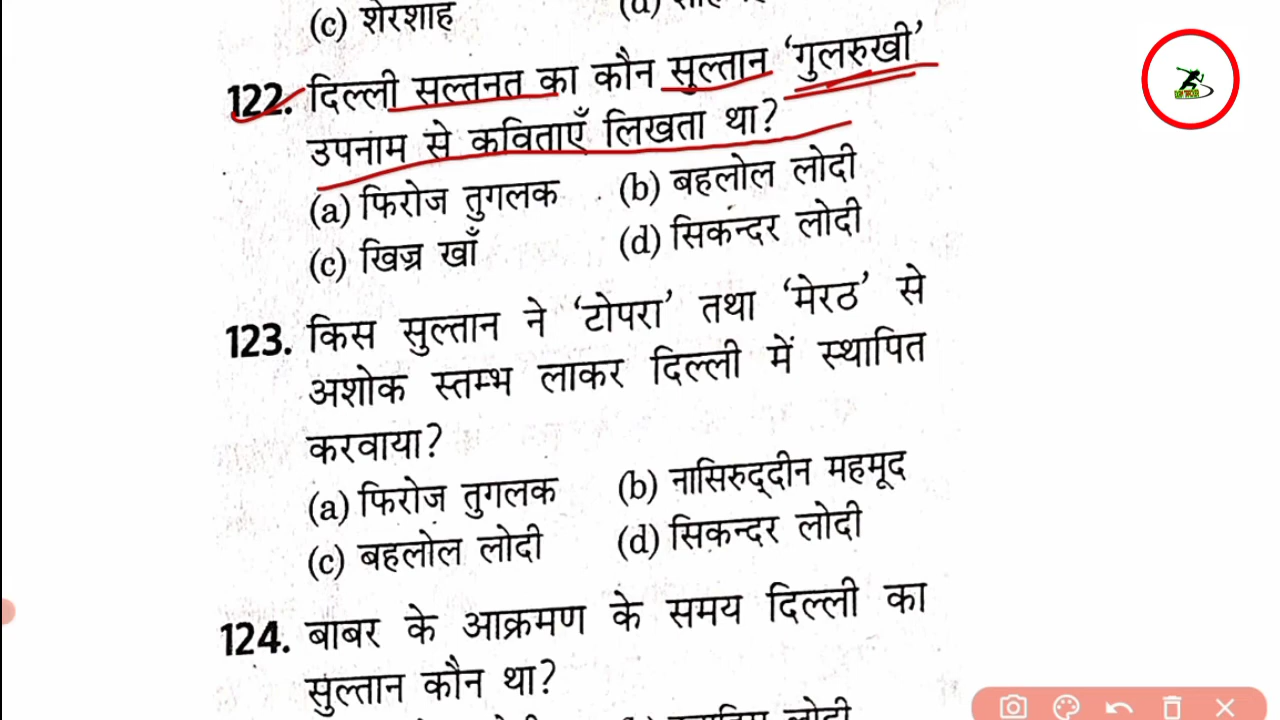 (c) शेरशाह
(d)
122. दिल्ली सल्तनत का कौन सुल्तान ‘गुलरुखी’
उपनाम से कविताएँ लिखता था?
(a) फिरोज तुगलक (b) बहलोल लोदी
(c) खिज्र खाँ (d) सिकन्दर लोदी
123. किस सुल्तान ने ‘टोपरा’ तथा ‘मेरठ’ से
अशोक स्तम्भ लाकर दिल्ली में स्थापित
करवाया?
(a) फिरोज तुगलक (b) नासिरुद्दीन महमूद
(c) बहलोल लोदी (d) सिकन्दर लोदी
124. बाबर के आक्रमण के समय दिल्ली का
सुल्तान कौन था?
लोदी